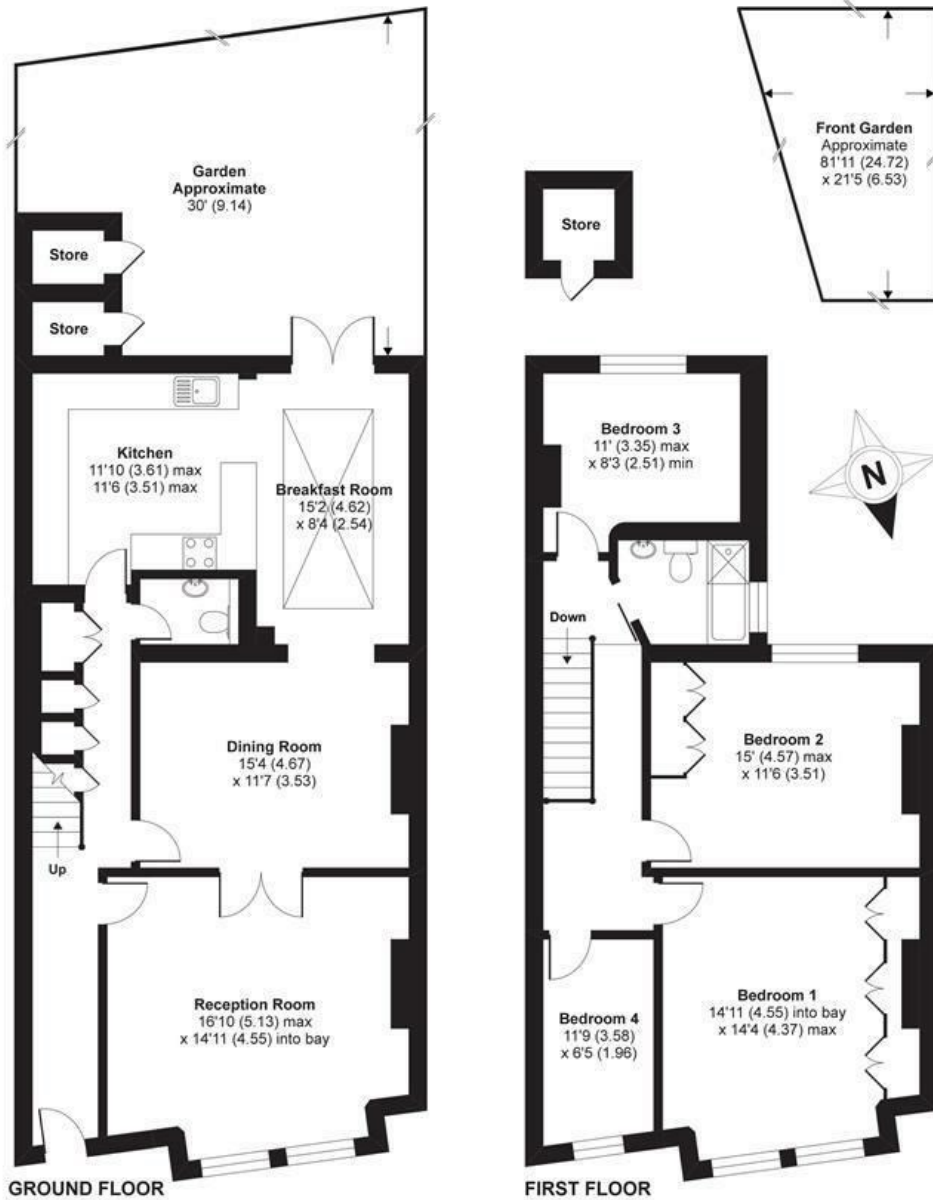 Garden
Approximate
30' (9.14)
Store
Store
Kitchen
11'10 (3.61) max
11'6 (3.51) max
Breakfast Room
15'2 (4.62)
x 8'4 (2.54)
Dining Room
15'4 (4.67)
x 11'7 (3.53)
Up
Reception Room
16'10 (5.13) max
x 14'11 (4.55) into bay
GROUND FLOOR
Front Garden
Approximate
81'11 (24.72)
x 21'5 (6.53)
Store
Bedroom 3
11' (3.35) max
x 8'3 (2.51) min
N
Down
Bedroom 2
15' (4.57) max
x 11'6 (3.51)
Bedroom 1
14'11 (4.55) into bay
x 14'4 (4.37) max
Bedroom 4
11'9 (3.58)
x 6'5 (1.96)
FIRST FLOOR